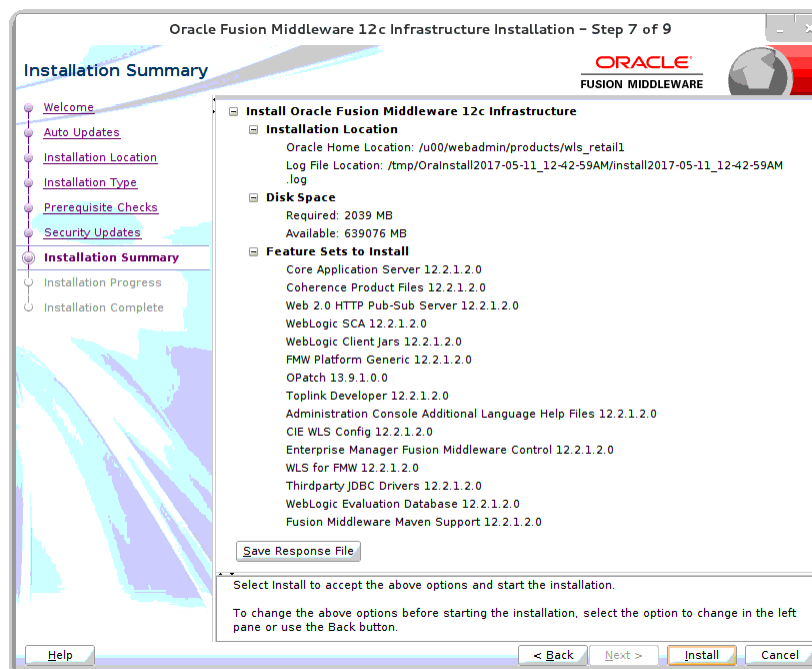 Oracle Fusion Middleware 12c Infrastructure Installation – Step 7 of 9
Installation Summary
ORACLE
FUSION MIDDLEWARE
Welcome
Auto Updates
Installation Location
Installation Type
Prerequisite Checks
Security Updates
Installation Summary
Installation Progress
Installation Complete
Install Oracle Fusion Middleware 12c Infrastructure
Installation Location
Oracle Home Location: /u00/webadmin/products/wls_retail1
Log File Location: /tmp/OraInstall2017-05-11_12-42-59AM/install2017-05-11_12-42-59AM
.log
Disk Space
Required: 2039 MB
Available: 639076 MB
Feature Sets to Install
Core Application Server 12.2.1.2.0
Coherence Product Files 12.2.1.2.0
Web 2.0 HTTP Pub-Sub Server 12.2.1.2.0
WebLogic SCA 12.2.1.2.0
WebLogic Client Jars 12.2.1.2.0
FMW Platform Generic 12.2.1.2.0
OPatch 13.9.1.0.0
Toplink Developer 12.2.1.2.0
Administration Console Additional Language Help Files 12.2.1.2.0
CIE WLS Config 12.2.1.2.0
Enterprise Manager Fusion Middleware Control 12.2.1.2.0
WLS for FMW 12.2.1.2.0
Thirdparty JDBC Drivers 12.2.1.2.0
WebLogic Evaluation Database 12.2.1.2.0
Fusion Middleware Maven Support 12.2.1.2.0
Save Response File
Select Install to accept the above options and start the installation.
To change the above options before starting the installation, select the option to change in the left
pane or use the Back button.
Help
< Back
Next >
Install
Cancel